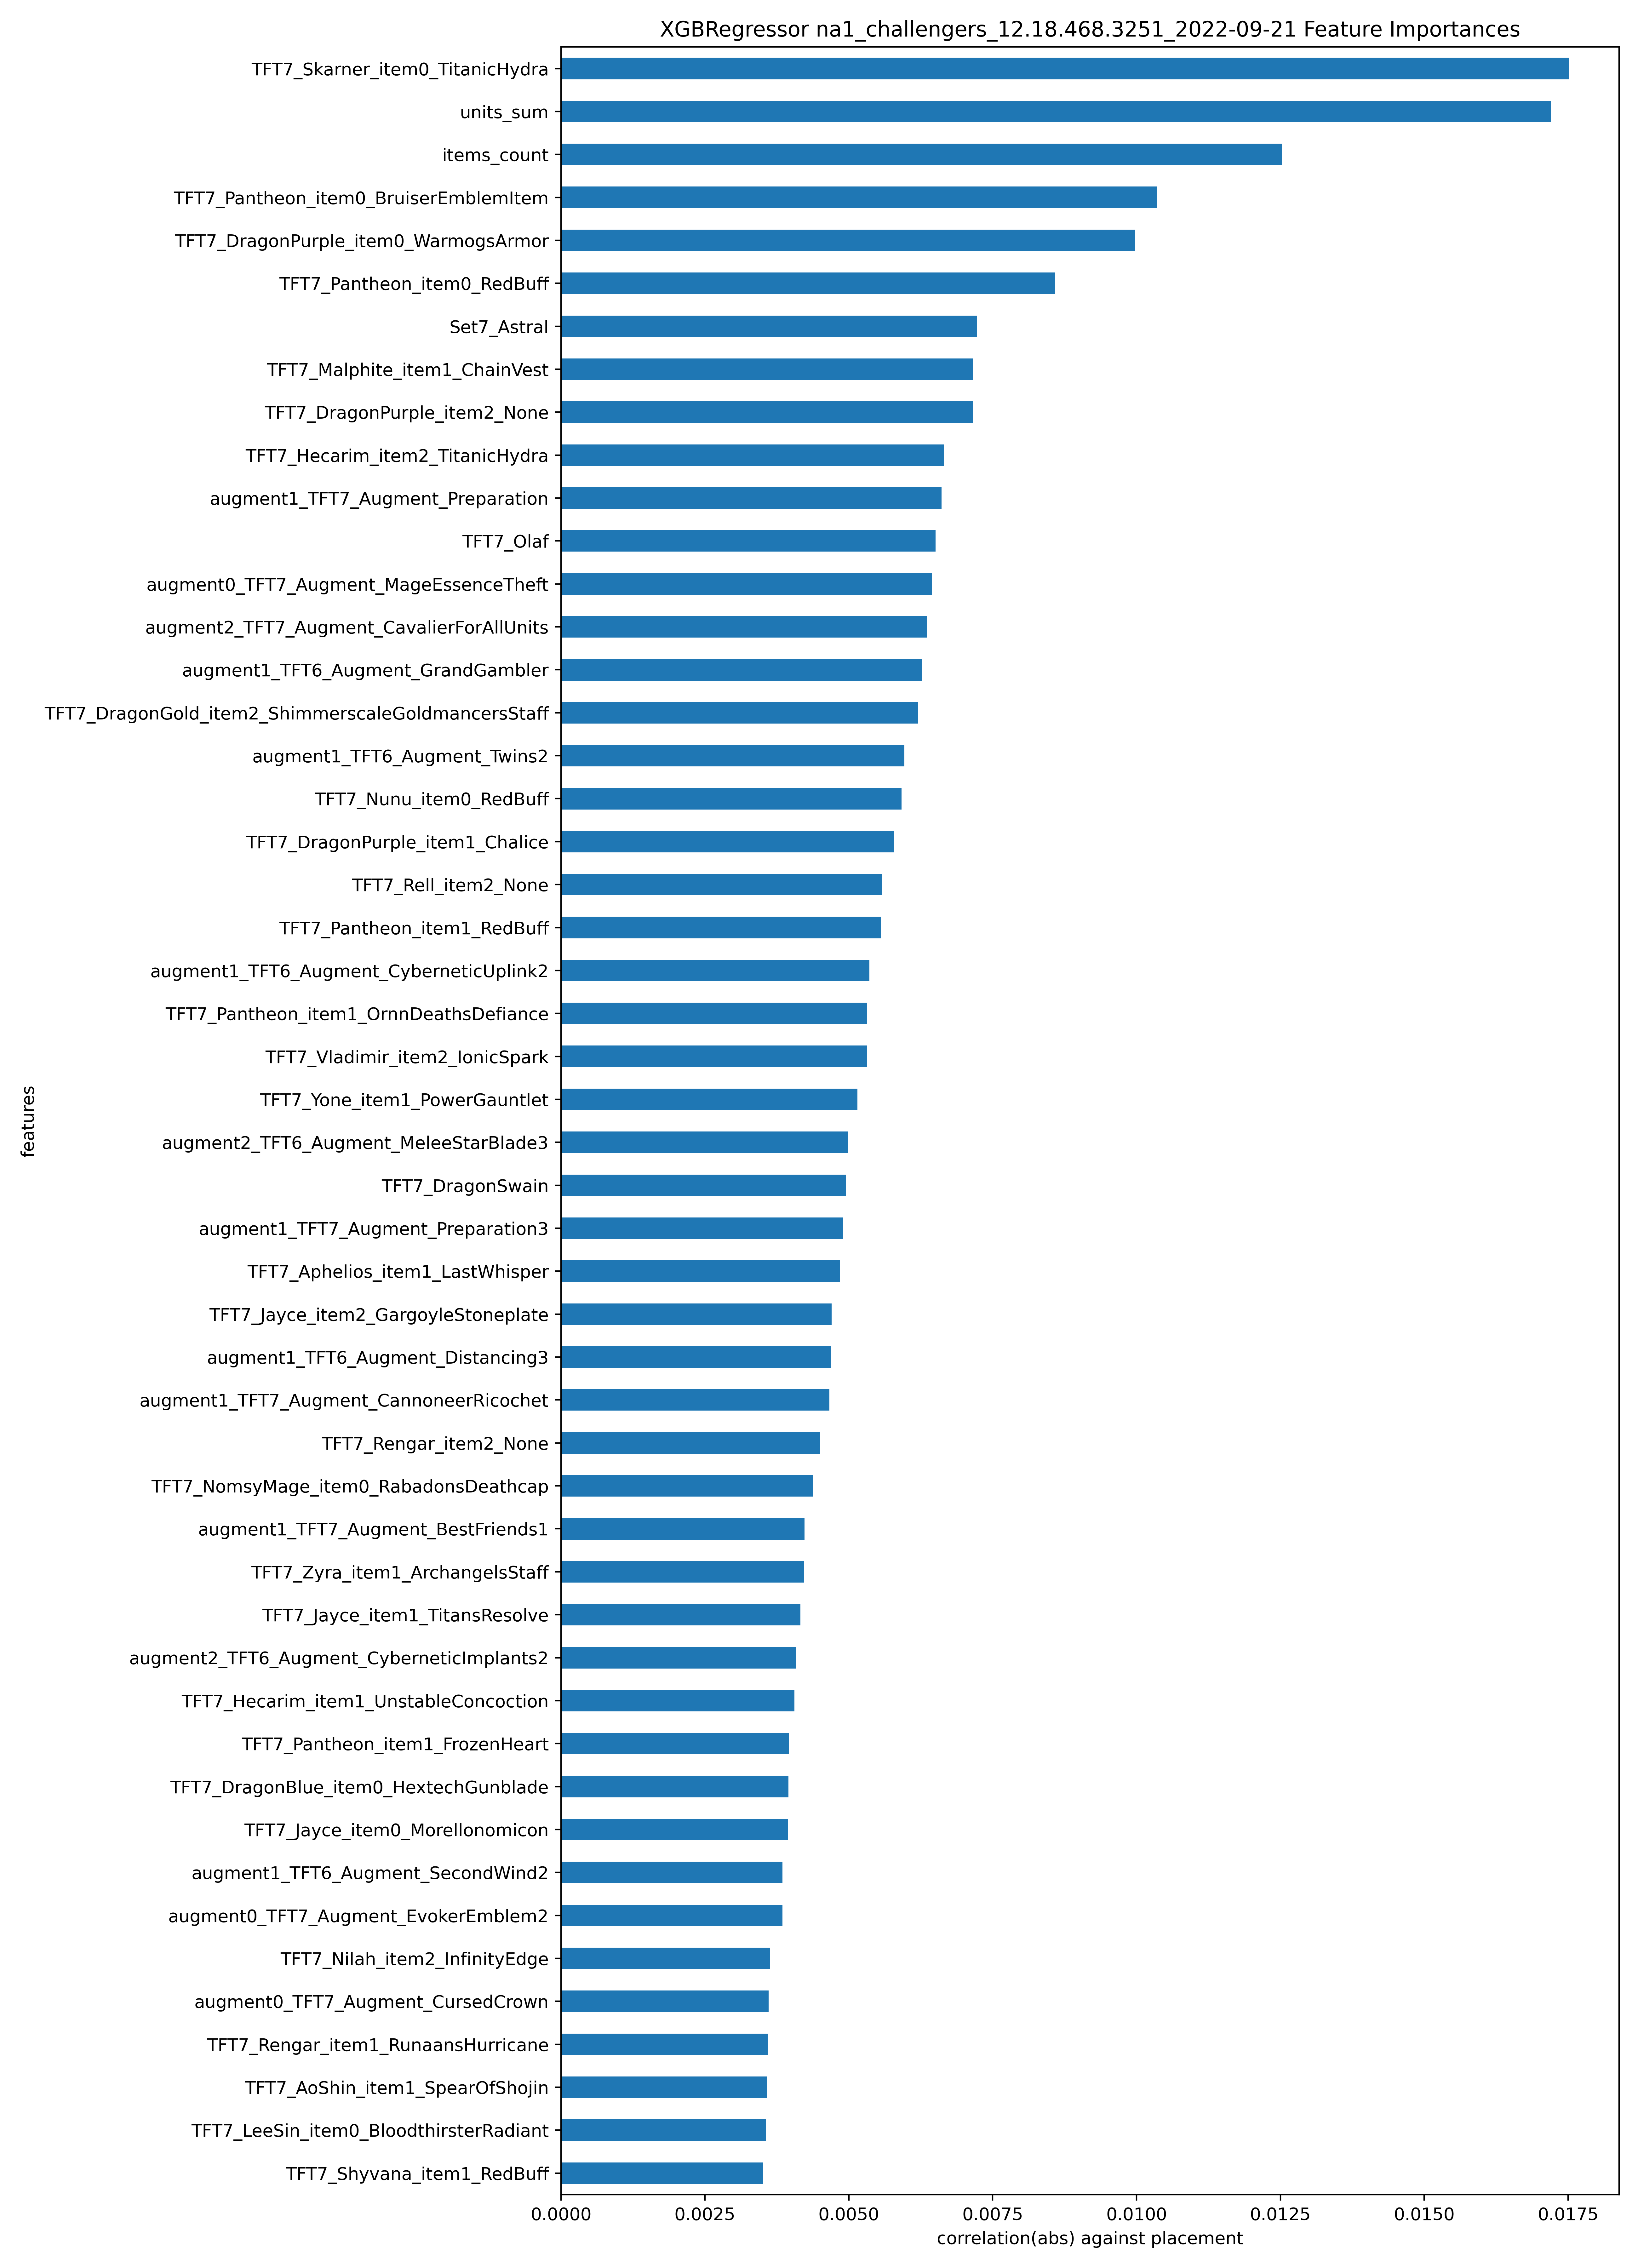 XGBRegressor na1_challengers_12.18.468.3251_2022-09-21 Feature Importances
TFT7_Skarner_item0_TitanicHydra
units_sum
items_count
TFT7_Pantheon_item0_BruiserEmblemItem
TFT7_DragonPurple_item0_WarmogsArmor
TFT7_Pantheon_item0_RedBuff
Set7_Astral
TFT7_Malphite_item1_ChainVest
TFT7_DragonPurple_item2_None
TFT7_Hecarim_item2_TitanicHydra
augment1_TFT7_Augment_Preparation
TFT7_Olaf
augment0_TFT7_Augment_MageEssenceTheft
augment2_TFT7_Augment_CavalierForAllUnits
augment1_TFT6_Augment_GrandGambler
TFT7_DragonGold_item2_ShimmerscaleGoldmancersStaff
augment1_TFT6_Augment_Twins2
TFT7_Nunu_item0_RedBuff
TFT7_DragonPurple_item1_Chalice
TFT7_Rell_item2_None
TFT7_Pantheon_item1_RedBuff
augment1_TFT6_Augment_CyberneticUplink2
TFT7_Pantheon_item1_OrnnDeathsDefiance
TFT7_Vladimir_item2_IonicSpark
TFT7_Yone_item1_PowerGauntlet
augment2_TFT6_Augment_MeleeStarBlade3
TFT7_DragonSwain
augment1_TFT7_Augment_Preparation3
TFT7_Aphelios_item1_LastWhisper
TFT7_Jayce_item2_GargoyleStoneplate
augment1_TFT6_Augment_Distancing3
augment1_TFT7_Augment_CannoneerRicochet
TFT7_Rengar_item2_None
TFT7_NomsyMage_item0_RabadonsDeathcap
augment1_TFT7_Augment_BestFriends1
TFT7_Zyra_item1_ArchangelsStaff
TFT7_Jayce_item1_TitansResolve
augment2_TFT6_Augment_CyberneticImplants2
TFT7_Hecarim_item1_UnstableConcoction
TFT7_Pantheon_item1_FrozenHeart
TFT7_DragonBlue_item0_HextechGunblade
TFT7_Jayce_item0_Morellonomicon
augment1_TFT6_Augment_SecondWind2
augment0_TFT7_Augment_EvokerEmblem2
TFT7_Nilah_item2_InfinityEdge
augment0_TFT7_Augment_CursedCrown
TFT7_Rengar_item1_RunaansHurricane
TFT7_AoShin_item1_SpearOfShojin
TFT7_LeeSin_item0_BloodthirsterRadiant
TFT7_Shyvana_item1_RedBuff
features
0.0000 0.0025 0.0050 0.0075 0.0100 0.0125 0.0150 0.0175
correlation(abs) against placement